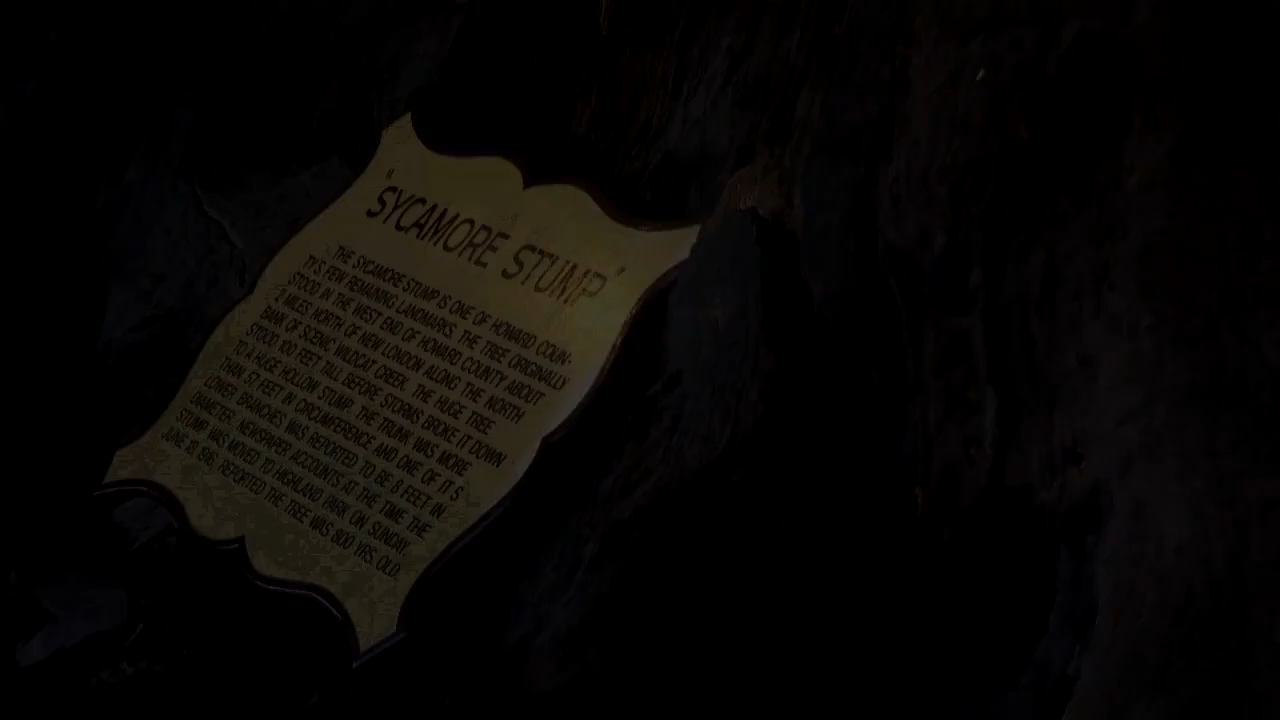 "SYCAMORE STUMP"
THE SYCAMORE STUMP IS ONE OF HOWARD COUN-
TY'S FEW REMAINING LANDMARKS. THE TREE ORIGINALLY
STOOD IN THE WEST END OF HOWARD COUNTY ABOUT
2 MILES NORTH OF NEW LONDON ALONG THE NORTH
BANK OF SCENIC WILDCAT CREEK. THE HUGE TREE
STOOD 100 FEET TALL BEFORE STORMS BROKE IT DOWN
TO A HUGE HOLLOW STUMP. THE TRUNK WAS MORE
THAN 57 FEET IN CIRCUMFERENCE AND ONE OF IT'S
LOWER BRANCHES WAS REPORTED TO BE 8 FEET IN
DIAMETER. NEWSPAPER ACCOUNTS AT THE TIME THE
STUMP WAS MOVED TO HIGHLAND PARK ON SUNDAY,
JUNE 18, 1916, REPORTED THE TREE WAS 800 YRS. OLD.